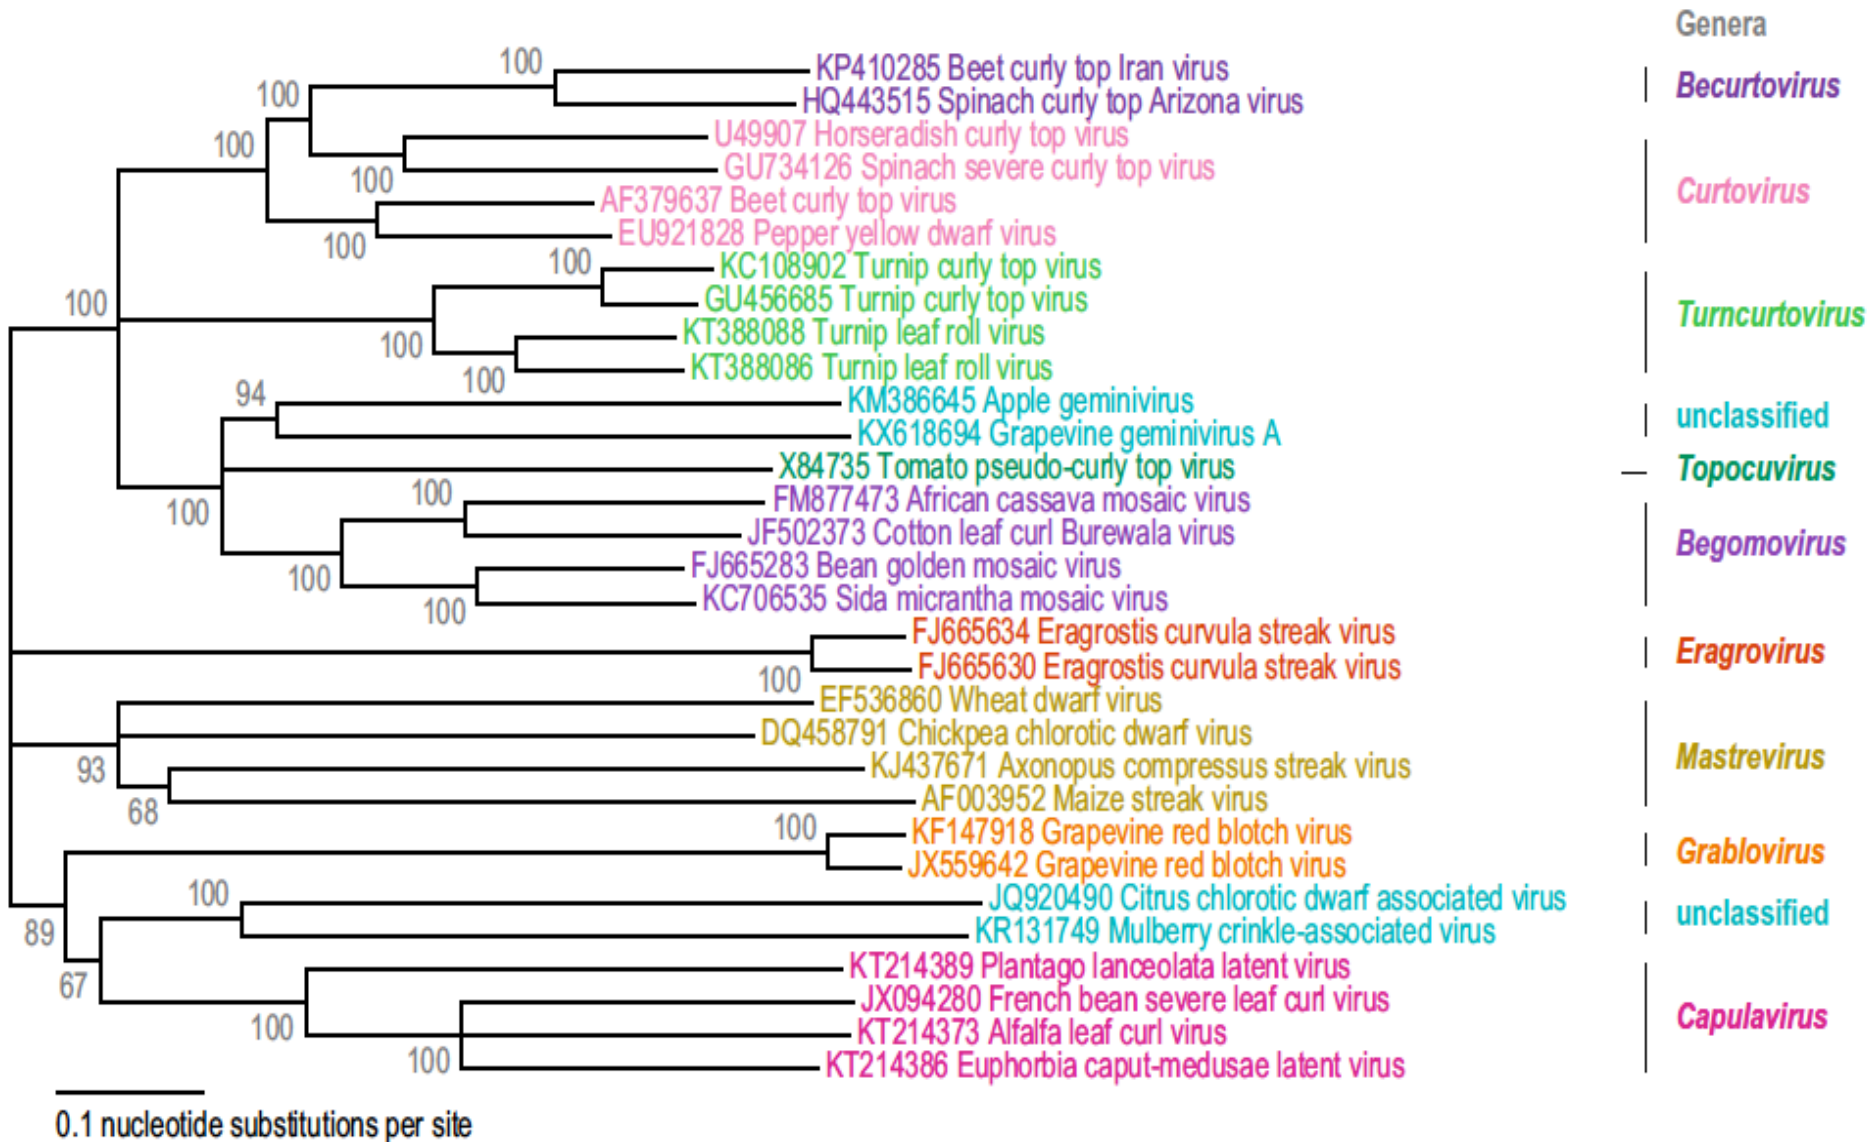 Genera
100
KP410285 Beet curly top Iran virus
Becurtovirus
100
HQ443515 Spinach curly top Arizona virus
U49907 Horseradish curly top virus
100
GU734126 Spinach severe curly top virus
100
Curtovirus
AF379637 Beet curly top virus
EU921828 Pepper yellow dwarf virus
100
100
KC108902 Turnip curly top virus
100
GU456685 Turnip curly top virus
Turncurtovirus
KT388088 Turnip leaf roll virus
100
KT388086 Turnip leaf roll virus
100
94
KM386645 Apple geminivirus
unclassified
KX618694 Grapevine geminivirus A
X84735 Tomato pseudo-curly top virus
Topocuvirus
100
FM877473 African cassava mosaic virus
100
JF502373 Cotton leaf curl Burewala virus
Begomovirus
FJ665283 Bean golden mosaic virus
100
KC706535 Sida micrantha mosaic virus
100
FJ665634 Eragrostis curvula streak virus
Eragrovirus
FJ665630 Eragrostis curvula streak virus
100
EF536860 Wheat dwarf virus
DQ458791 Chickpea chlorotic dwarf virus
Mastrevirus
93
KJ437671 Axonopus compressus streak virus
AF003952 Maize streak virus
68
100
KF147918 Grapevine red blotch virus
Grablovirus
JX559642 Grapevine red blotch virus
100
JQ920490 Citrus chlorotic dwarf associated virus
unclassified
89
KR131749 Mulberry crinkle-associated virus
KT214389 Plantago lanceolata latent virus
67
JX094280 French bean severe leaf curl virus
Capulavirus
100
KT214373 Alfalfa leaf curl virus
100
KT214386 Euphorbia caput-medusae latent virus
0.1 nucleotide substitutions per site